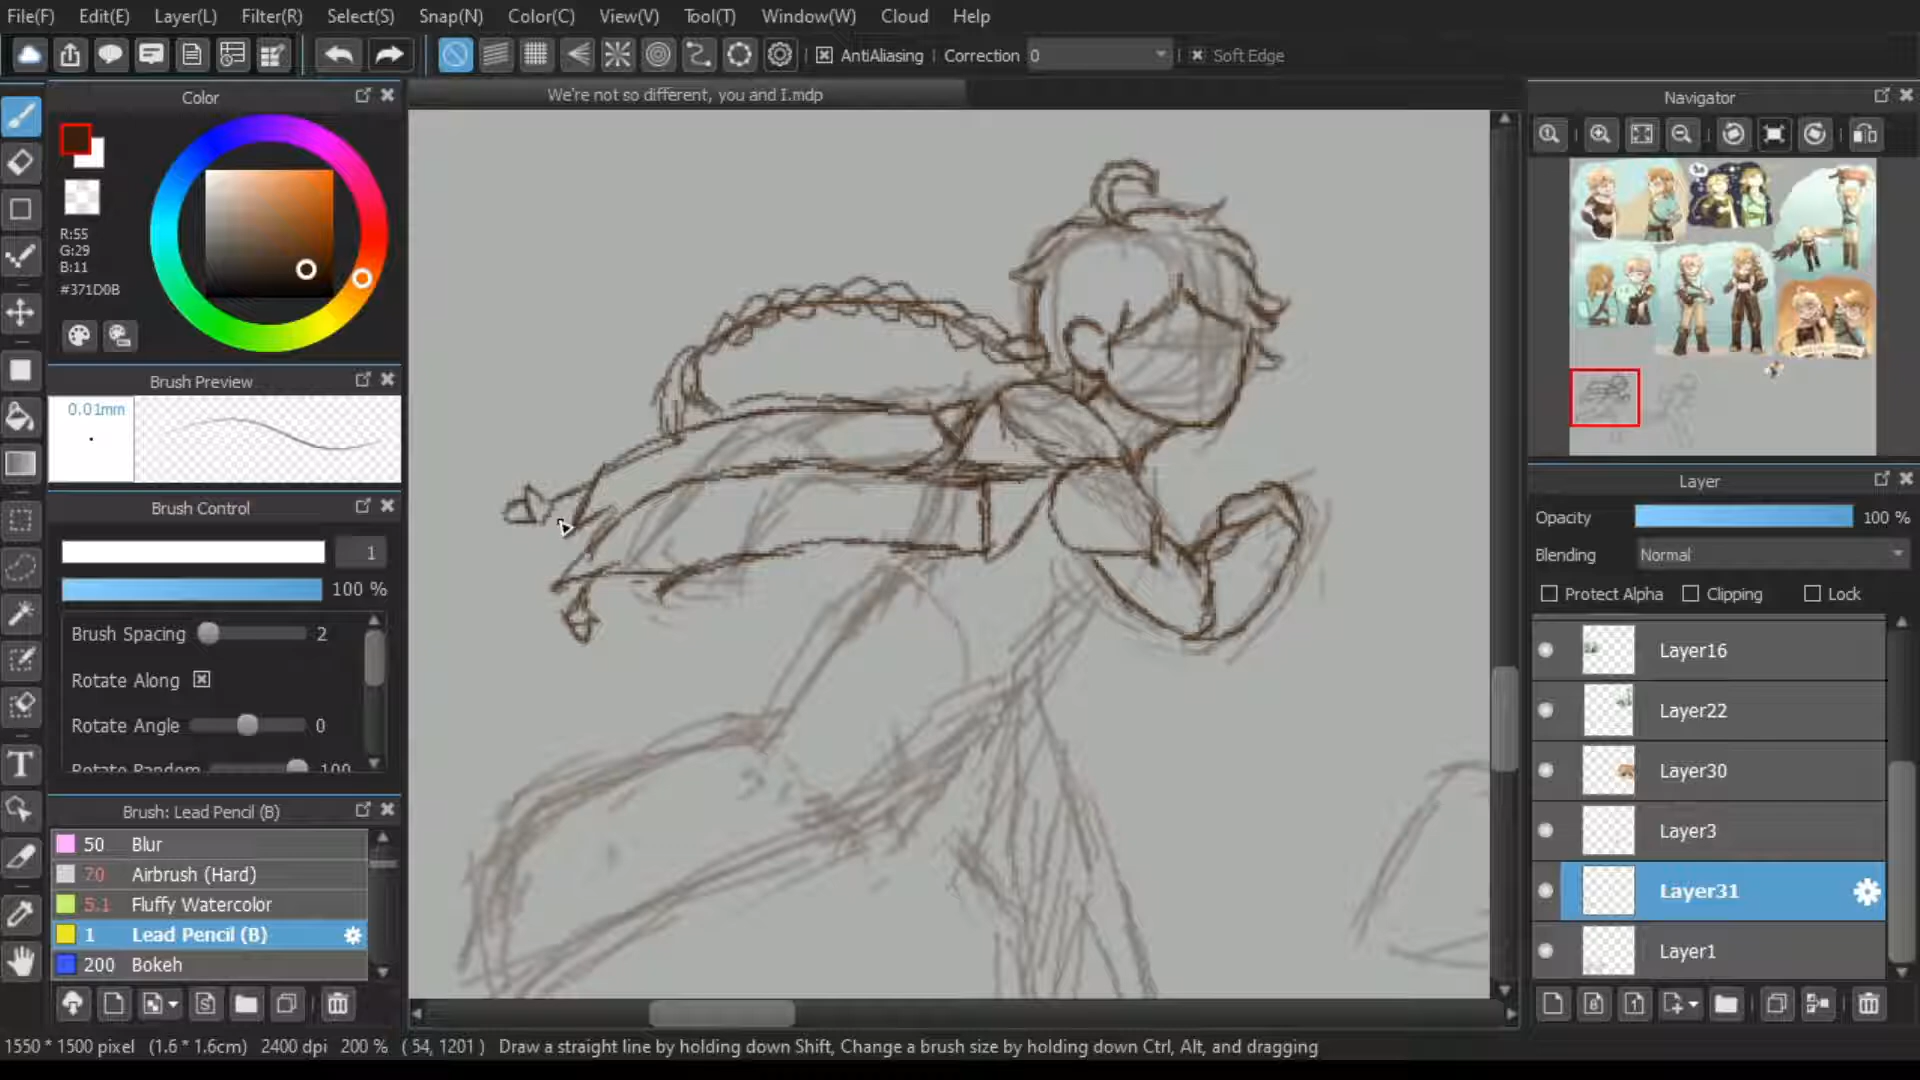 File(F) Edit(E) Layer(L) Filter(R) Select(S) Snap(N) Color(C) View(V) Tool(T) Window(W) Cloud Help
AntiAliasing Correction 0 Soft Edge
Color
We're not so different, you and I.mdp
Navigator
R:55
G:29
B:11
#371D0B
Brush Preview
0.01mm
Layer
Opacity 100 %
Brush Control
1
Blending Normal
100 %
Protect Alpha Clipping Lock
Brush Spacing 2
Layer16
Rotate Along
Layer22
Rotate Angle 0
Rotate Random 100
Layer30
Brush: Lead Pencil (B)
Layer3
50 Blur
70 Airbrush (Hard)
Layer31
5.1 Fluffy Watercolor
1 Lead Pencil (B)
Layer1
200 Bokeh
1550 * 1500 pixel (1.6 * 1.6cm) 2400 dpi 200 % ( 54, 1201 ) Draw a straight line by holding down Shift, Change a brush size by holding down Ctrl, Alt, and dragging